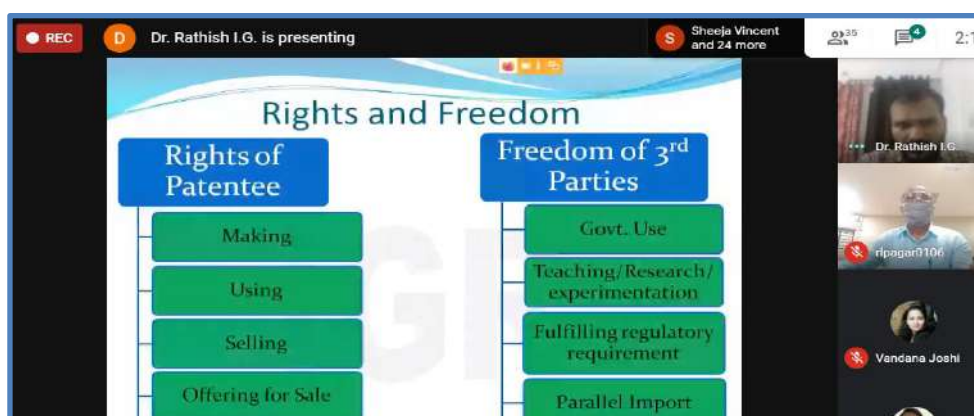 REC
D
Dr. Rathish I.G. is presenting
S
Sheeja Vincent
and 24 more
35
4
2:1
Rights and Freedom
Rights of
Patentee
Making
Using
Selling
Offering for Sale
Freedom of 3rd
Parties
Govt. Use
Teaching/Research/
experimentation
Fulfilling regulatory
requirement
Parallel Import
Dr. Rathish I.G.
rlpagar0106
Vandana Joshi